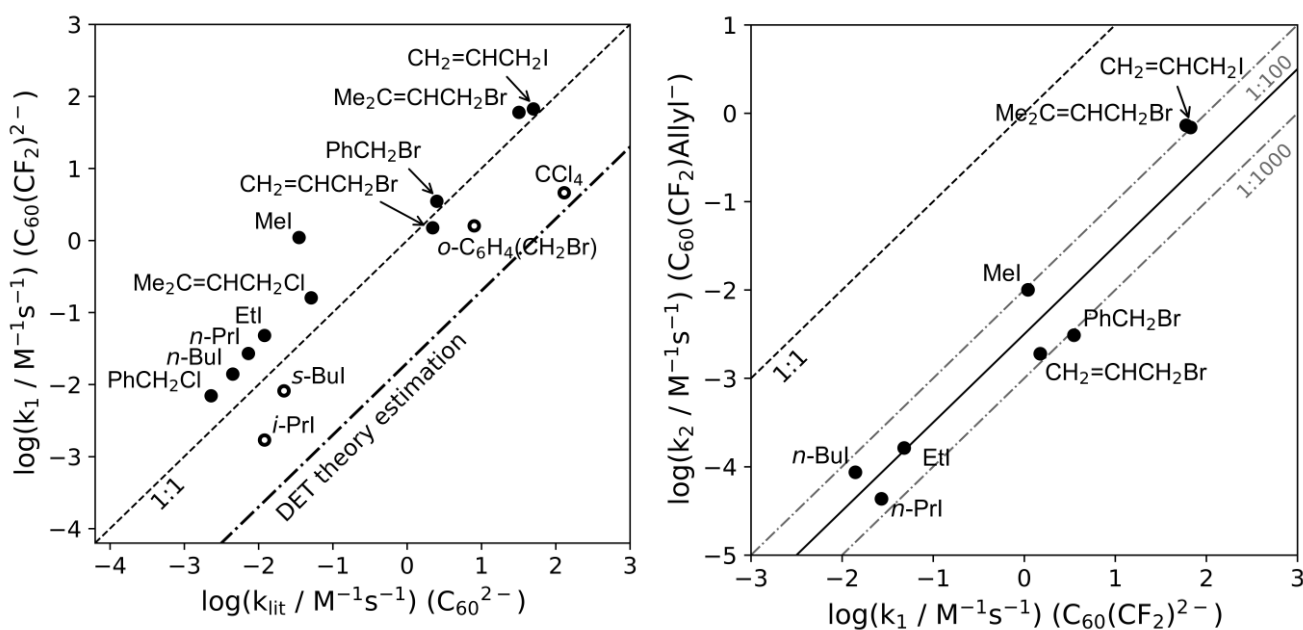 log(k₁ / M⁻¹s⁻¹) (C₆₀(CF₂)²⁻)
3
2
1
0
−1
−2
−3
−4
CH₂=CHCH₂I
Me₂C=CHCH₂Br
PhCH₂Br
CH₂=CHCH₂Br
CCl₄
MeI
o-C₆H₄(CH₂Br)
Me₂C=CHCH₂Cl
EtI
n-PrI
n-BuI
PhCH₂Cl
s-BuI
i-PrI
1:1
DET theory estimation
−4 −3 −2 −1 0 1 2 3
log(kₗᵢₜ / M⁻¹s⁻¹) (C₆₀²⁻)
log(k₂ / M⁻¹s⁻¹) (C₆₀(CF₂)AllylI⁻)
1
0
−1
−2
−3
−4
−5
CH₂=CHCH₂I
1:100
Me₂C=CHCH₂Br
1:1000
MeI
PhCH₂Br
1:1
CH₂=CHCH₂Br
n-BuI
EtI
n-PrI
−3 −2 −1 0 1 2 3
log(k₁ / M⁻¹s⁻¹) (C₆₀(CF₂)²⁻)